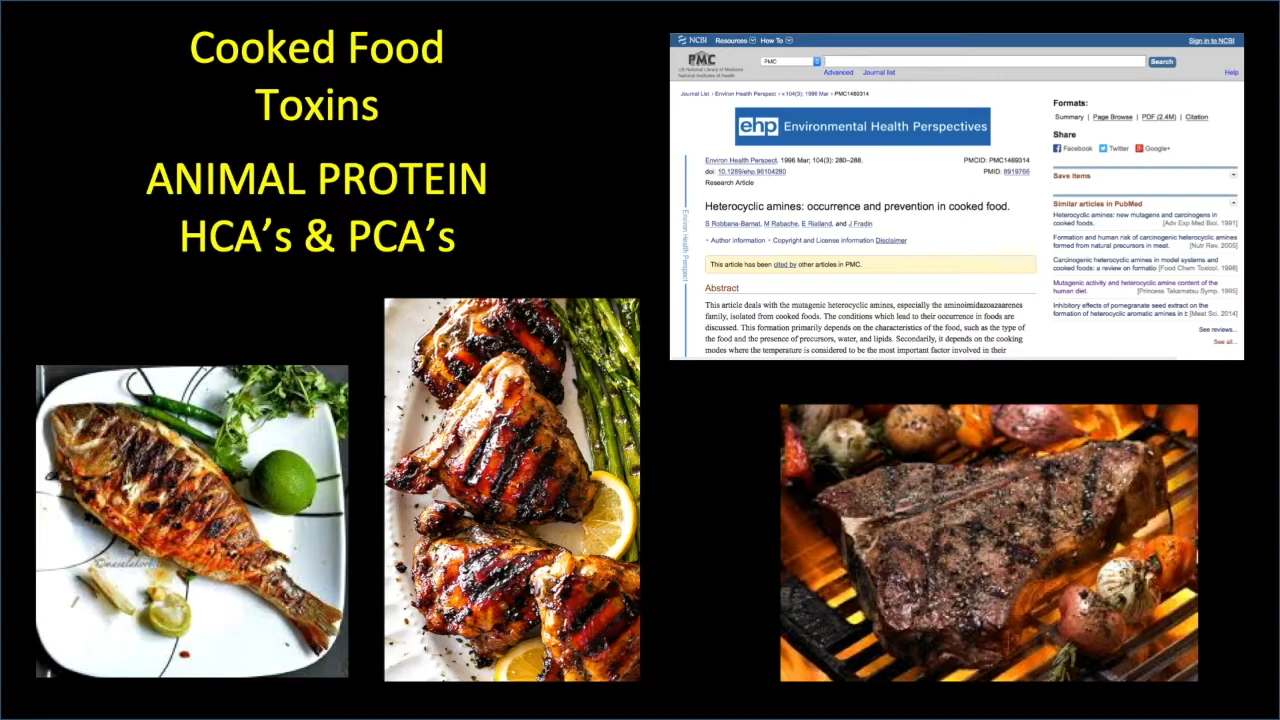 Cooked Food
Toxins
ANIMAL PROTEIN
HCA's & PCA's
NCBI Resources How To Sign in to NCBI
PMC
US National Library of Medicine
National Institutes of Health
PMC Search
Advanced Journal list Help
Journal List > Environ Health Perspect > v.104(3); 1996 Mar > PMC1469314
ehp Environmental Health Perspectives
Environ Health Perspect. 1996 Mar; 104(3): 280–288. PMCID: PMC1469314
doi: 10.1289/ehp.96104280 PMID: 8919766
Research Article
Heterocyclic amines: occurrence and prevention in cooked food.
S Robbana-Barnat, M Rabache, E Rialland, and J Fradin
Author information Copyright and License information Disclaimer
This article has been cited by other articles in PMC.
Abstract
This article deals with the mutagenic heterocyclic amines, especially the aminoimidazoazaarenes
family, isolated from cooked foods. The conditions which lead to their occurrence in foods are
discussed. This formation primarily depends on the characteristics of the food, such as the type of
the food and the presence of precursors, water, and lipids. Secondarily, it depends on the cooking
modes where the temperature is considered to be the most important factor involved in their
Environ Health Perspect
Formats:
Summary | Page Browse | PDF (2.4M) | Citation
Share
Facebook Twitter Google+
Save items
Similar articles in PubMed
Heterocyclic amines: new mutagens and carcinogens in
cooked foods. [Adv Exp Med Biol. 1991]
Formation and human risk of carcinogenic heterocyclic amines
formed from natural precursors in meat. [Nutr Rev. 2005]
Carcinogenic heterocyclic amines in model systems and
cooked foods: a review on formatio [Food Chem Toxicol. 1998]
Mutagenic activity and heterocyclic amine content of the
human diet. [Princess Takamatsu Symp. 1995]
Inhibitory effects of pomegranate seed extract on the
formation of heterocyclic aromatic amines in t [Meat Sci. 2014]
See reviews...
See all...